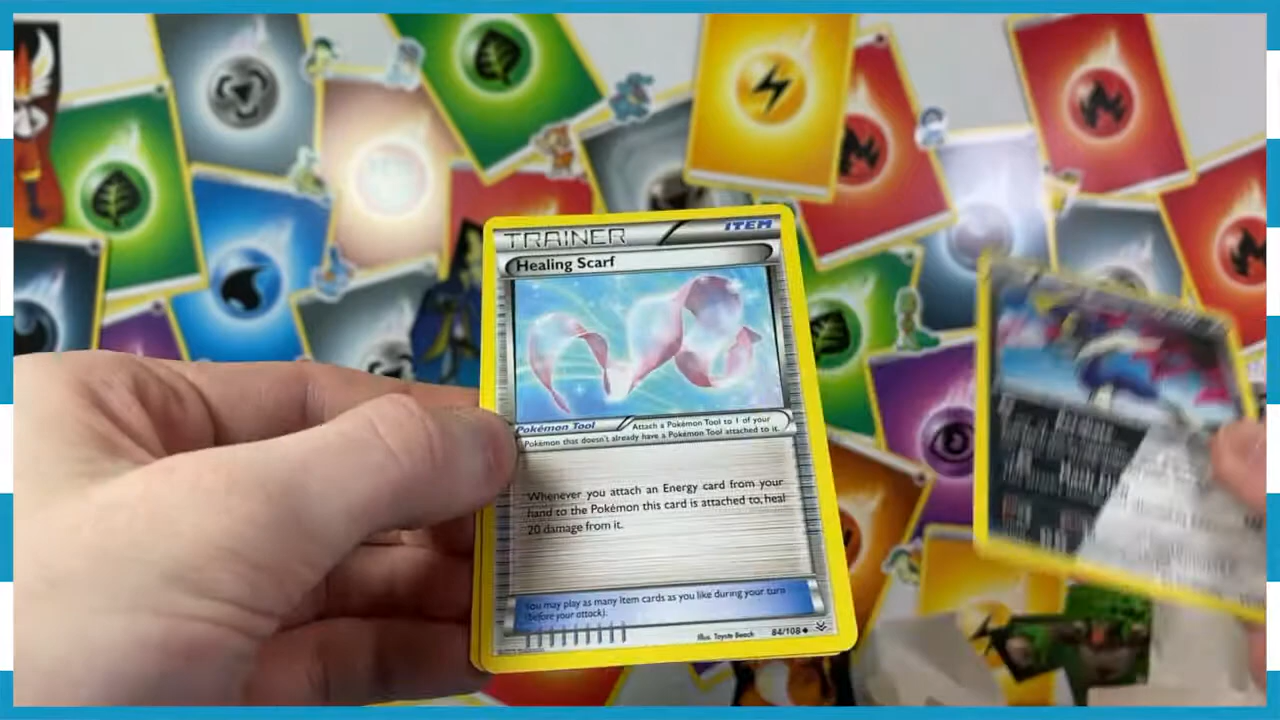 TRAINER
ITEM
Healing Scarf
Pokémon Tool
Attach a Pokémon Tool to 1 of your
Pokémon that doesn't already have a Pokémon Tool attached to it.
Whenever you attach an Energy card from your
hand to the Pokémon this card is attached to, heal
20 damage from it.
You may play as many Item cards as you like during your turn
(before your attack).
Illus. Toyste Beach
84/108